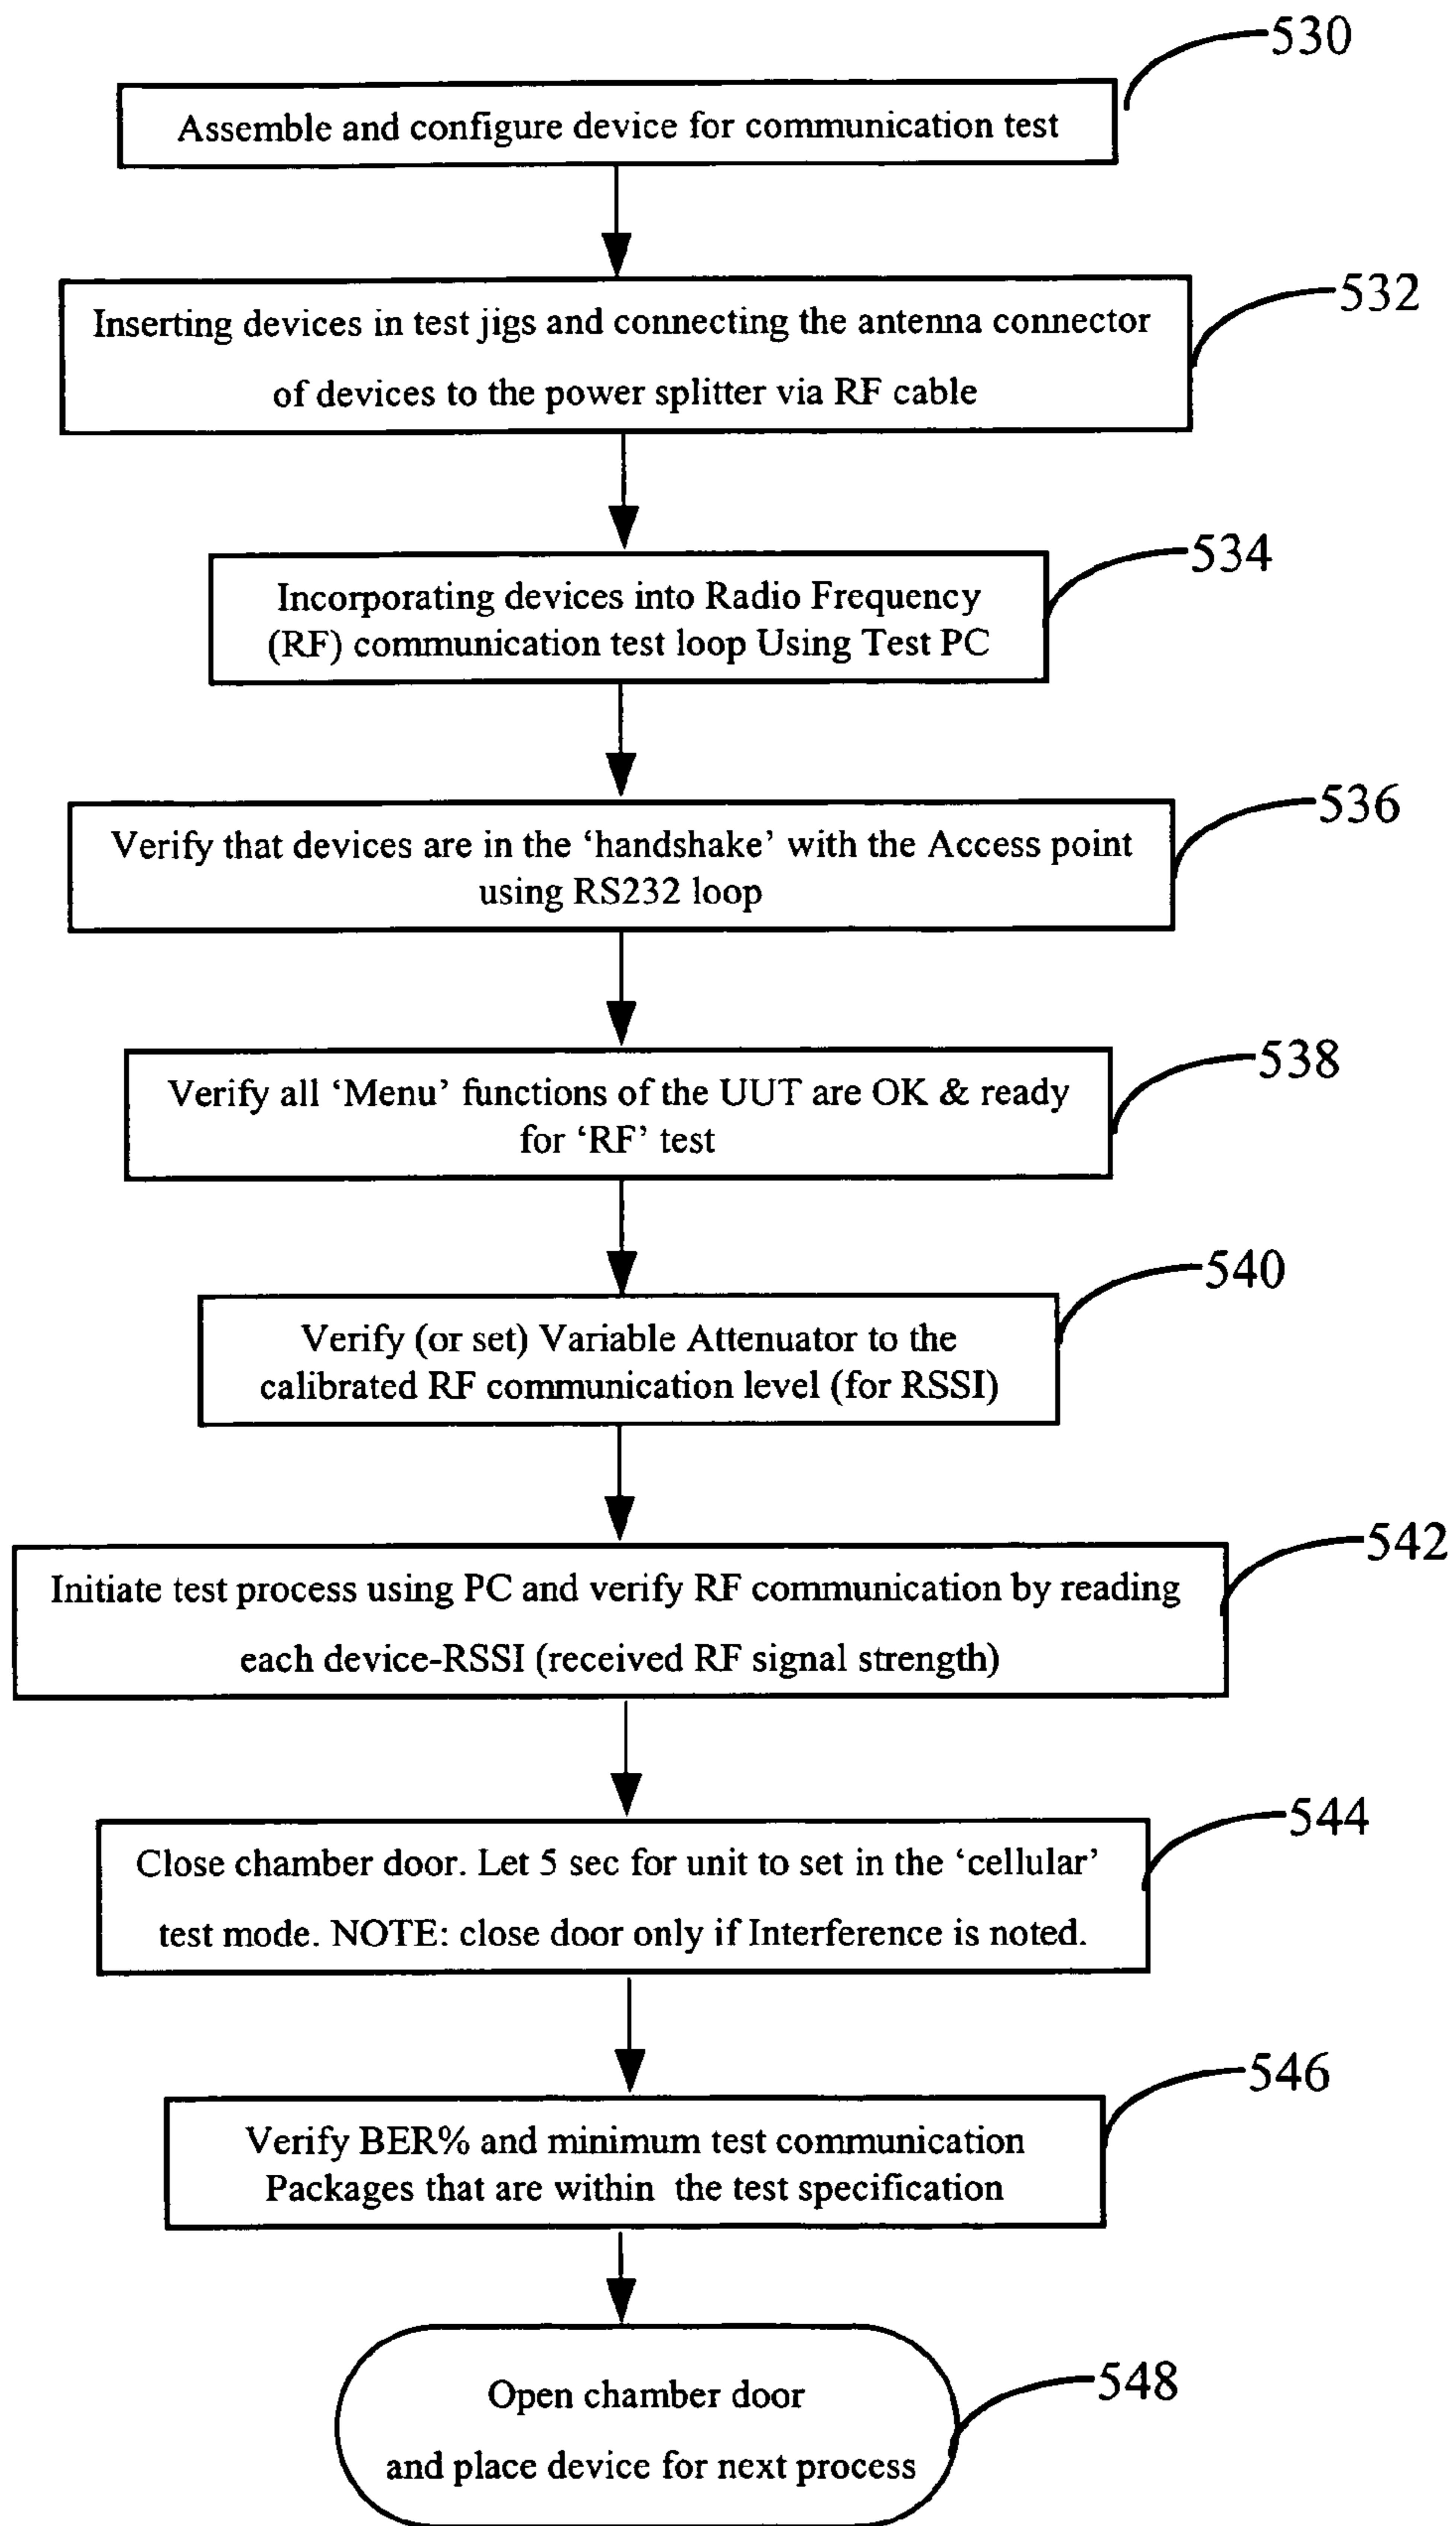 530
Assemble and configure device for communication test
532
Inserting devices in test jigs and connecting the antenna connector
of devices to the power splitter via RF cable
534
Incorporating devices into Radio Frequency
(RF) communication test loop Using Test PC
536
Verify that devices are in the ‘handshake’ with the Access point
using RS232 loop
538
Verify all ‘Menu’ functions of the UUT are OK & ready
for ‘RF’ test
540
Verify (or set) Variable Attenuator to the
calibrated RF communication level (for RSSI)
542
Initiate test process using PC and verify RF communication by reading
each device-RSSI (received RF signal strength)
544
Close chamber door. Let 5 sec for unit to set in the ‘cellular’
test mode. NOTE: close door only if Interference is noted.
546
Verify BER% and minimum test communication
Packages that are within the test specification
548
Open chamber door
and place device for next process